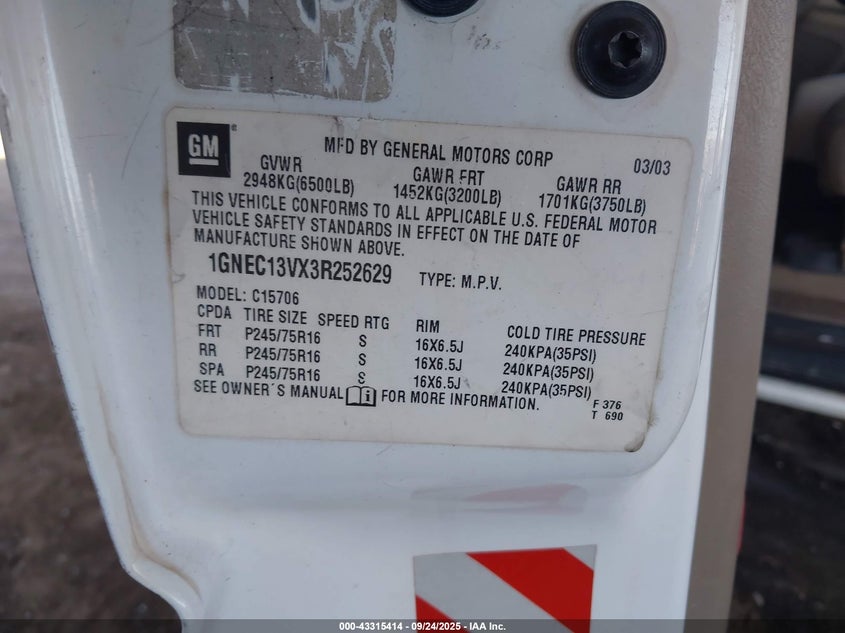 GM
MFD BY GENERAL MOTORS CORP 03/03
GVWR GAWR FRT GAWR RR
2948KG(6500LB) 1452KG(3200LB) 1701KG(3750LB)
THIS VEHICLE CONFORMS TO ALL APPLICABLE U.S. FEDERAL MOTOR
VEHICLE SAFETY STANDARDS IN EFFECT ON THE DATE OF
MANUFACTURE SHOWN ABOVE.
1GNEC13VX3R252629 TYPE: M.P.V.
MODEL: C15706
CPDA TIRE SIZE SPEED RTG RIM COLD TIRE PRESSURE
FRT P245/75R16 S 16X6.5J 240KPA(35PSI)
RR P245/75R16 S 16X6.5J 240KPA(35PSI)
SPA P245/75R16 S 16X6.5J 240KPA(35PSI)
SEE OWNER´S MANUAL FOR MORE INFORMATION.
F 376
T 690
000-43315414 - 09/24/2025 - IAA Inc.